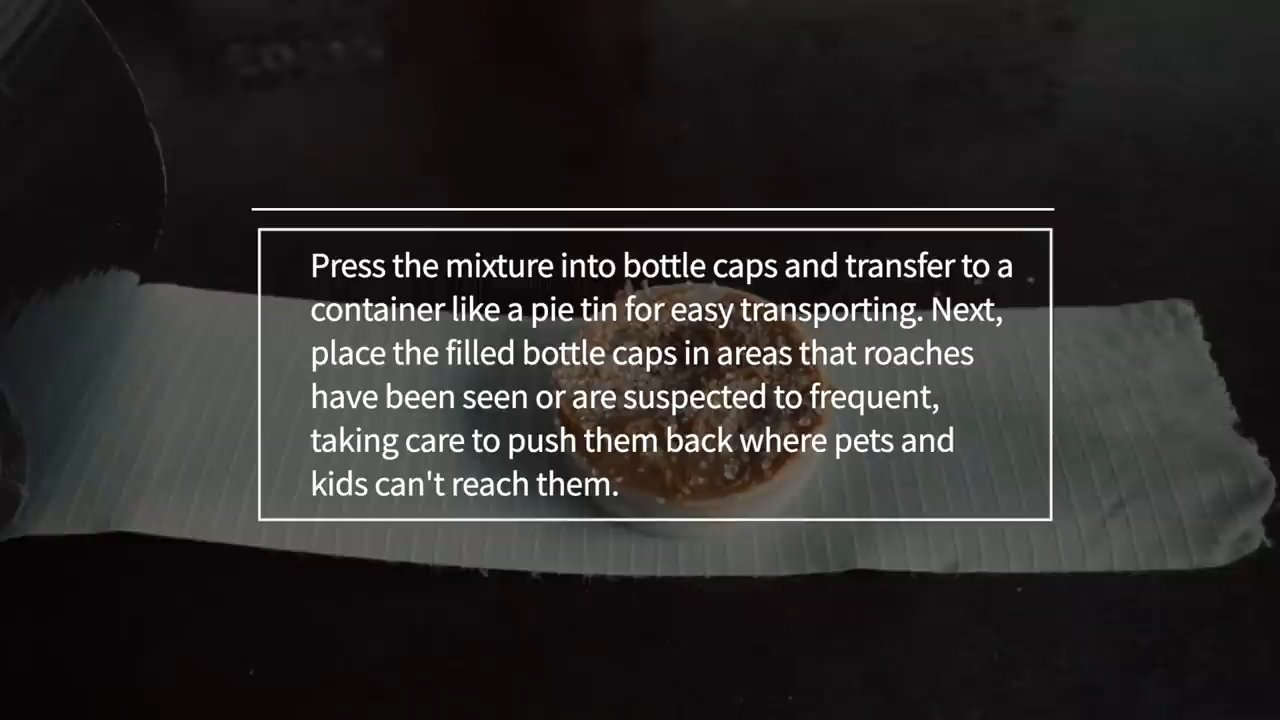 Press the mixture into bottle caps and transfer to a
container like a pie tin for easy transporting. Next,
place the filled bottle caps in areas that roaches
have been seen or are suspected to frequent,
taking care to push them back where pets and
kids can't reach them.